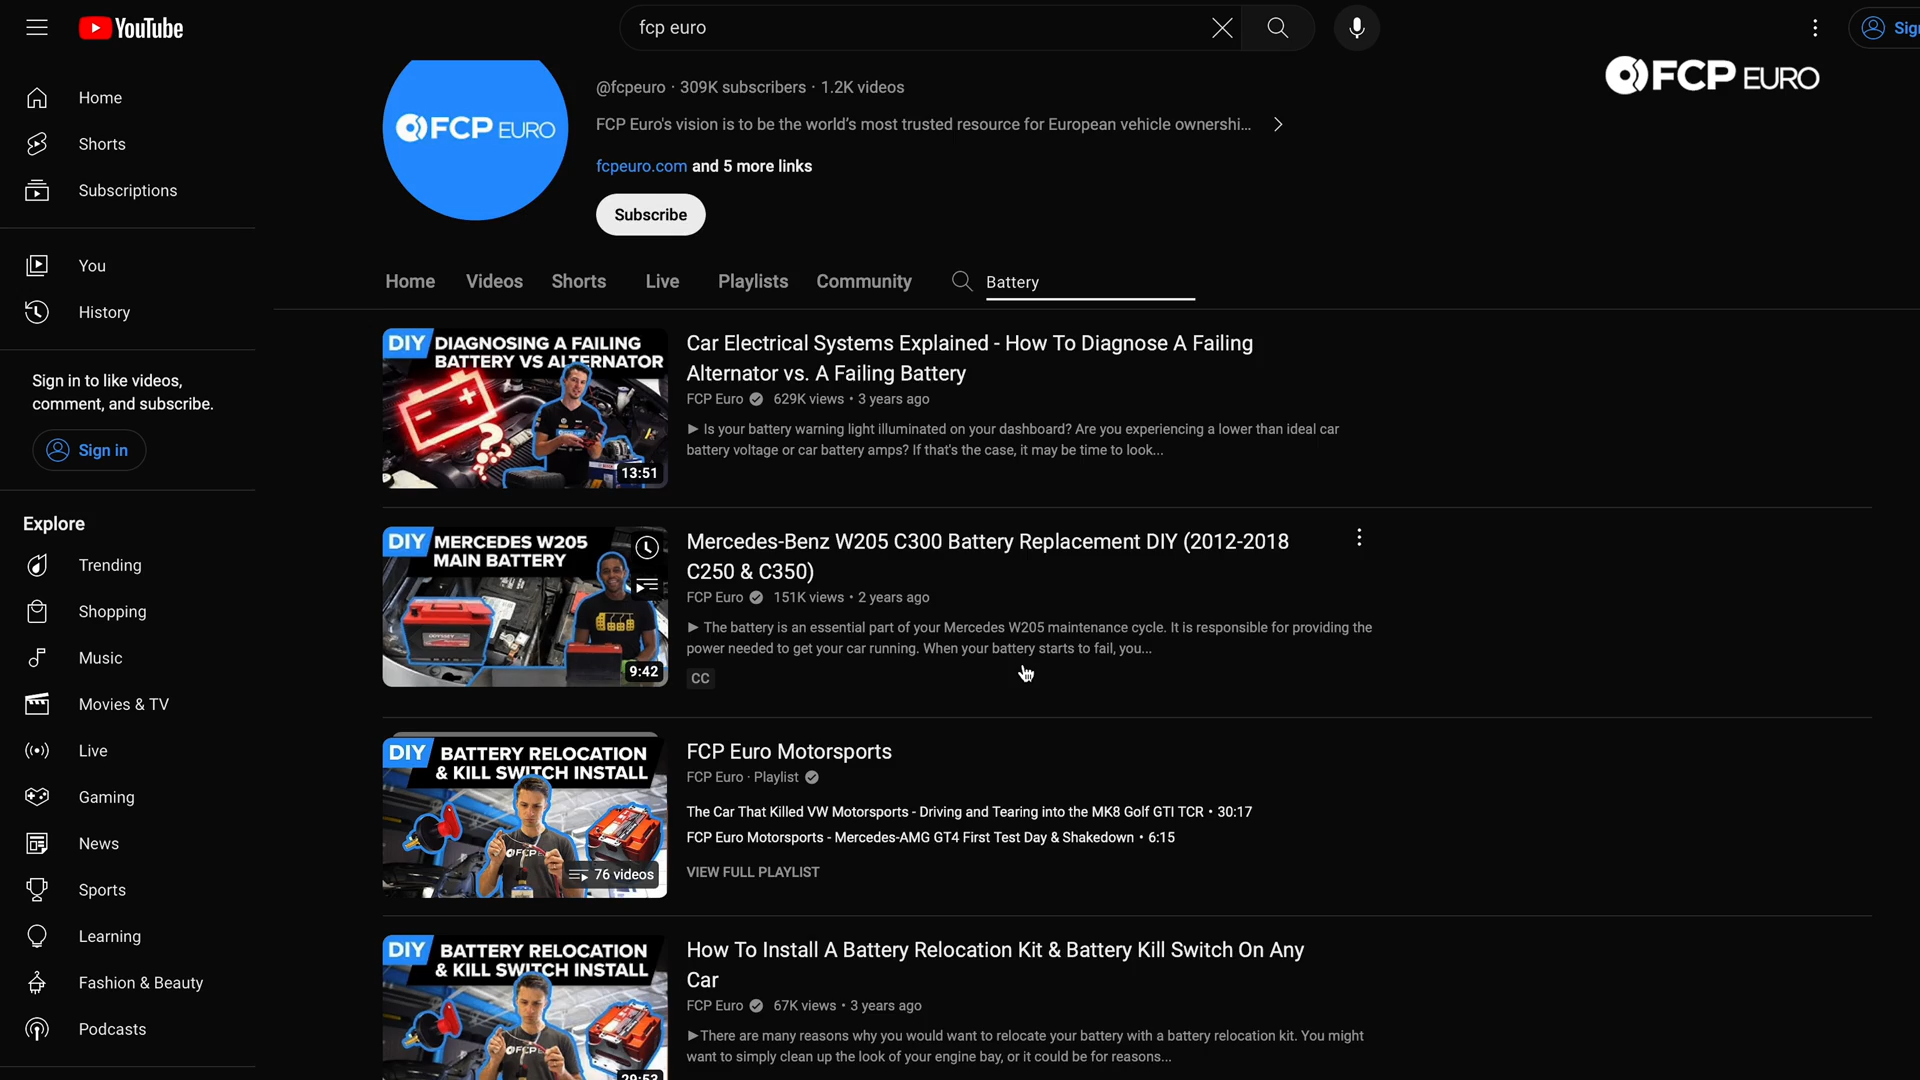 YouTube
fcp euro
Sign
FCP EURO
Home
Shorts
Subscriptions
You
History
Sign in to like videos,
comment, and subscribe.
Sign in
Explore
Trending
Shopping
Music
Movies & TV
Live
Gaming
News
Sports
Learning
Fashion & Beauty
Podcasts
FCP EURO
@fcpeuro · 309K subscribers · 1.2K videos
FCP Euro's vision is to be the world's most trusted resource for European vehicle ownershi...
fcpeuro.com and 5 more links
Subscribe
Home Videos Shorts Live Playlists Community Battery
DIY DIAGNOSING A FAILING
BATTERY VS ALTERNATOR
13:51
Car Electrical Systems Explained - How To Diagnose A Failing
Alternator vs. A Failing Battery
FCP Euro 629K views • 3 years ago
► Is your battery warning light illuminated on your dashboard? Are you experiencing a lower than ideal car
battery voltage or car battery amps? If that's the case, it may be time to look...
DIY MERCEDES W205
MAIN BATTERY
ODYSSEY
9:42
Mercedes-Benz W205 C300 Battery Replacement DIY (2012-2018
C250 & C350)
FCP Euro 151K views • 2 years ago
► The battery is an essential part of your Mercedes W205 maintenance cycle. It is responsible for providing the
power needed to get your car running. When your battery starts to fail, you...
CC
DIY BATTERY RELOCATION
& KILL SWITCH INSTALL
76 videos
FCP Euro Motorsports
FCP Euro · Playlist
The Car That Killed VW Motorsports - Driving and Tearing into the MK8 Golf GTI TCR • 30:17
FCP Euro Motorsports - Mercedes-AMG GT4 First Test Day & Shakedown • 6:15
VIEW FULL PLAYLIST
DIY BATTERY RELOCATION
& KILL SWITCH INSTALL
29:53
How To Install A Battery Relocation Kit & Battery Kill Switch On Any
Car
FCP Euro 67K views • 3 years ago
►There are many reasons why you would want to relocate your battery with a battery relocation kit. You might
want to simply clean up the look of your engine bay, or it could be for reasons...